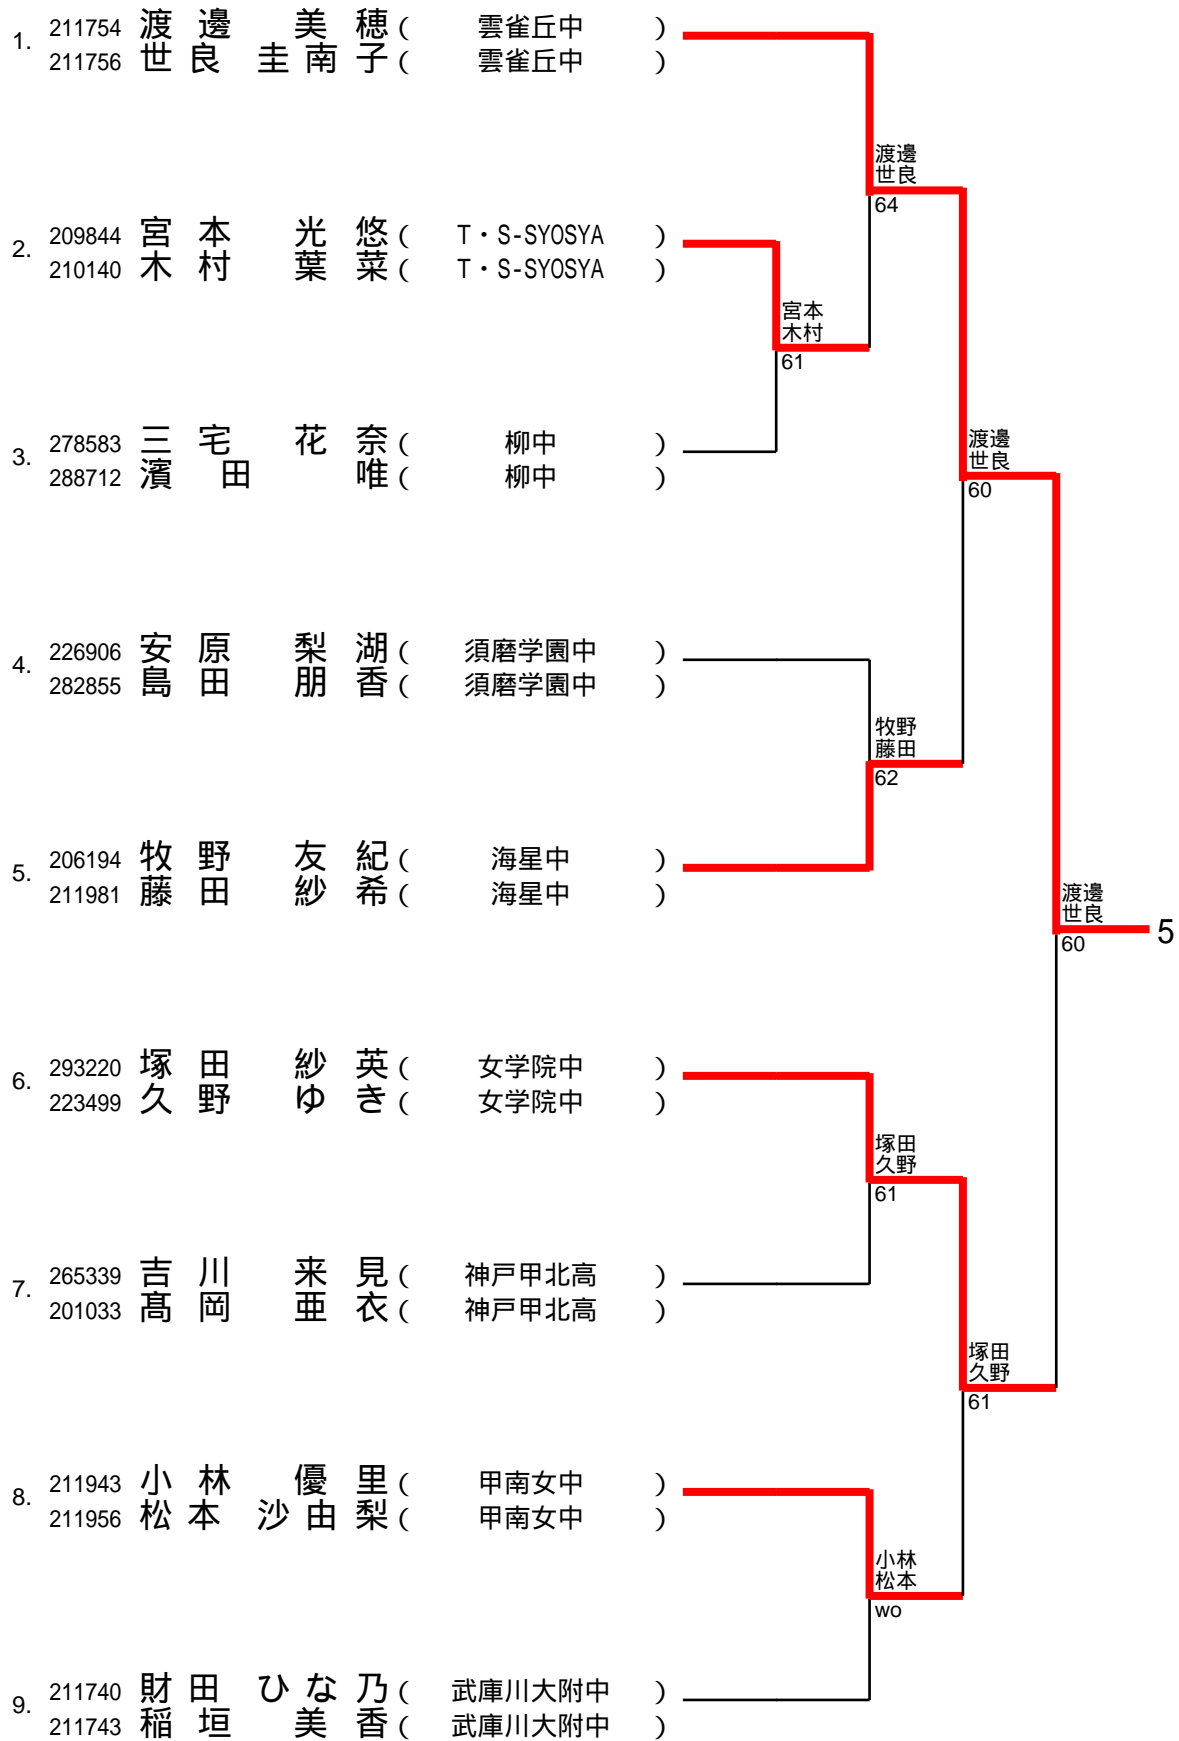 1. 211754 渡邊 美穂 ( 雲雀丘中 )
211756 世良 圭南子 ( 雲雀丘中 )
渡邊
世良
64
2. 209844 宮本 光悠 ( T・S-SYOSYA )
210140 木村 葉菜 ( T・S-SYOSYA )
宮本
木村
61
3. 278583 三宅 花奈 ( 柳中 )
288712 濱田 唯 ( 柳中 )
渡邊
世良
60
4. 226906 安原 梨湖 ( 須磨学園中 )
282855 島田 朋香 ( 須磨学園中 )
牧野
藤田
62
5. 206194 牧野 友紀 ( 海星中 )
211981 藤田 紗希 ( 海星中 )
渡邊
世良
60
5
6. 293220 塚田 紗英 ( 女学院中 )
223499 久野 ゆき ( 女学院中 )
塚田
久野
61
7. 265339 吉川 来見 ( 神戸甲北高 )
201033 髙岡 亜衣 ( 神戸甲北高 )
塚田
久野
61
8. 211943 小林 優里 ( 甲南女中 )
211956 松本 沙由梨 ( 甲南女中 )
小林
松本
wo
9. 211740 財田 ひな乃 ( 武庫川大附中 )
211743 稲垣 美香 ( 武庫川大附中 )